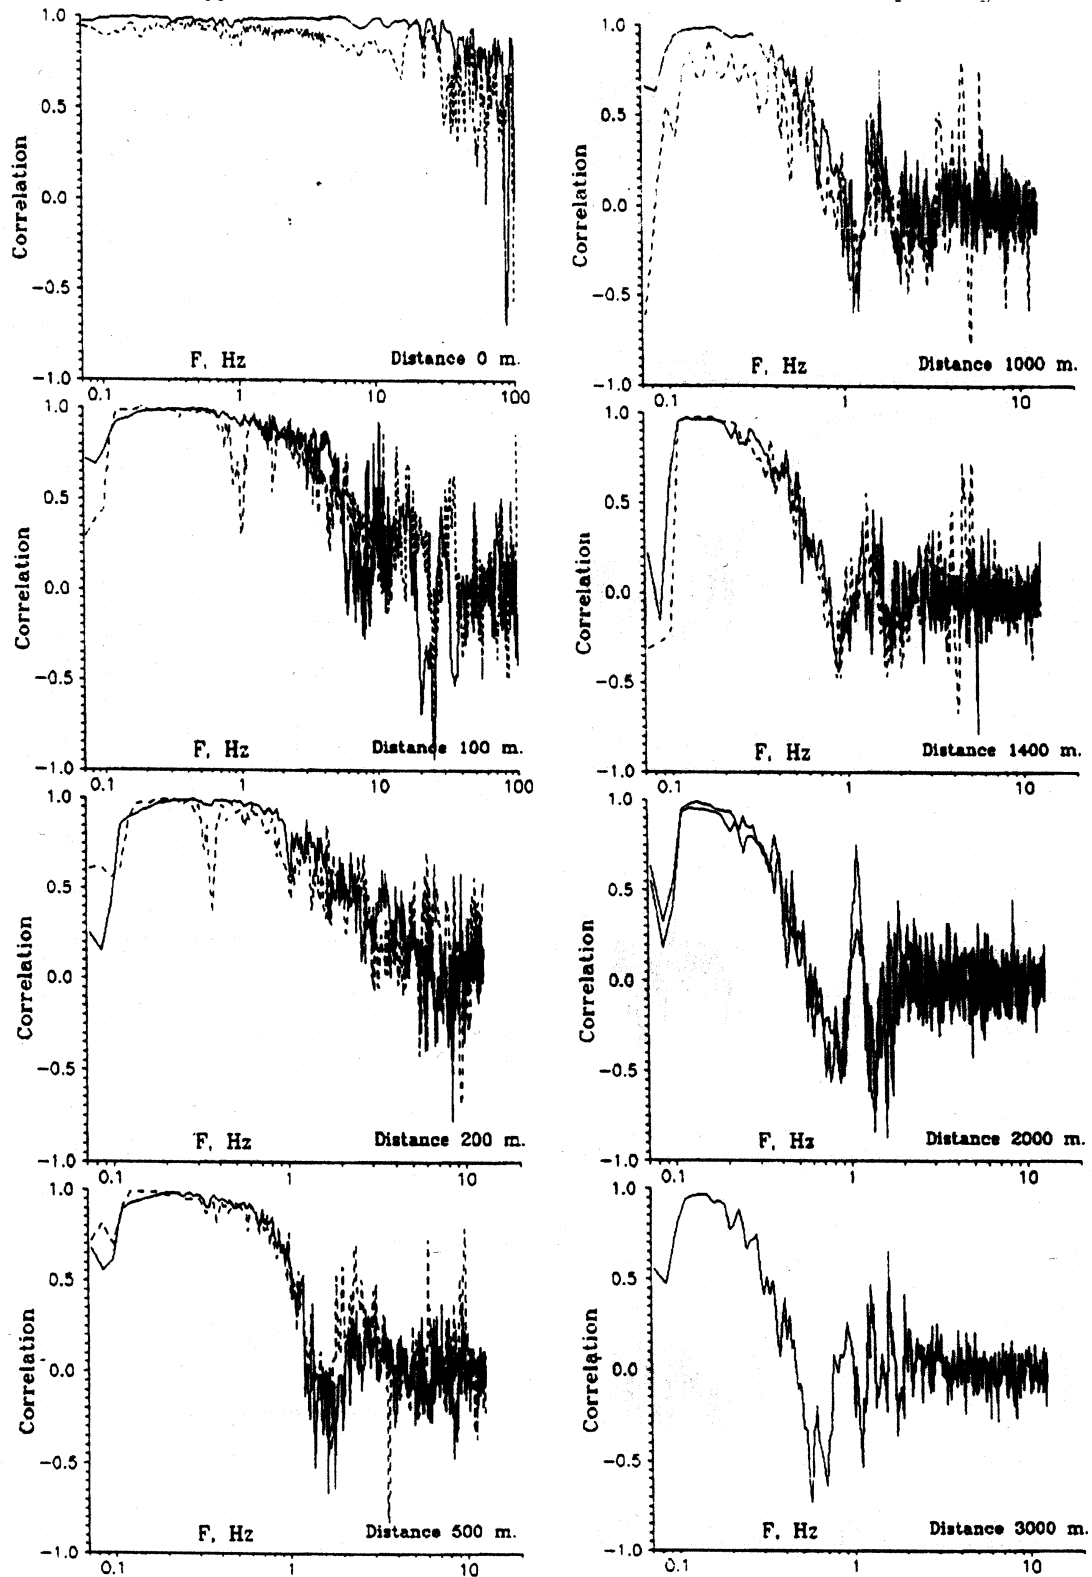 1.0
0.5
0.0
−0.5
−1.0
Correlation
F, Hz
Distance 0 m.
0.1 1 10 100
1.0
0.5
0.0
−0.5
−1.0
Correlation
F, Hz
Distance 100 m.
0.1 1 10 100
1.0
0.5
0.0
−0.5
−1.0
Correlation
F, Hz
Distance 200 m.
0.1 1 10
1.0
0.5
0.0
−0.5
−1.0
Correlation
F, Hz
Distance 500 m.
0.1 1 10
1.0
0.5
0.0
−0.5
−1.0
Correlation
F, Hz
Distance 1000 m.
0.1 1 10
1.0
0.5
0.0
−0.5
−1.0
Correlation
F, Hz
Distance 1400 m.
0.1 1 10
1.0
0.5
0.0
−0.5
−1.0
Correlation
F, Hz
Distance 2000 m.
0.1 1 10
1.0
0.5
0.0
−0.5
−1.0
Correlation
F, Hz
Distance 3000 m.
0.1 1 10